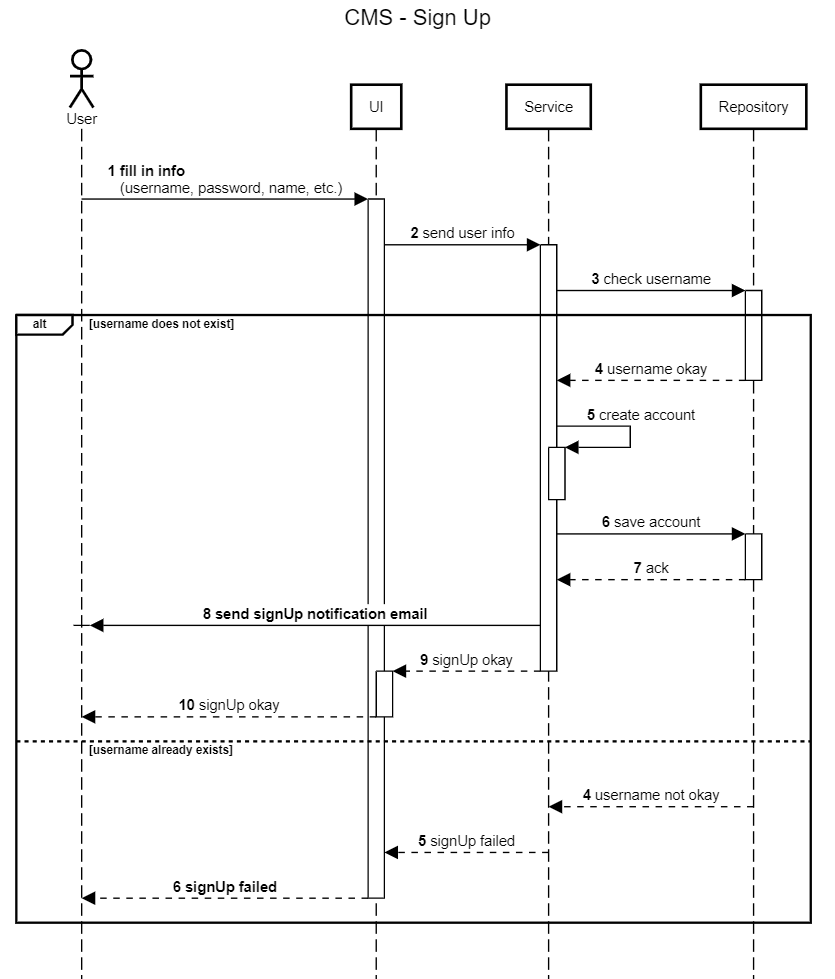 CMS - Sign Up
User
UI
Service
Repository
1 fill in info
(username, password, name, etc.)
2 send user info
3 check username
alt
[username does not exist]
4 username okay
5 create account
6 save account
7 ack
8 send signUp notification email
9 signUp okay
10 signUp okay
[username already exists]
4 username not okay
5 signUp failed
6 signUp failed